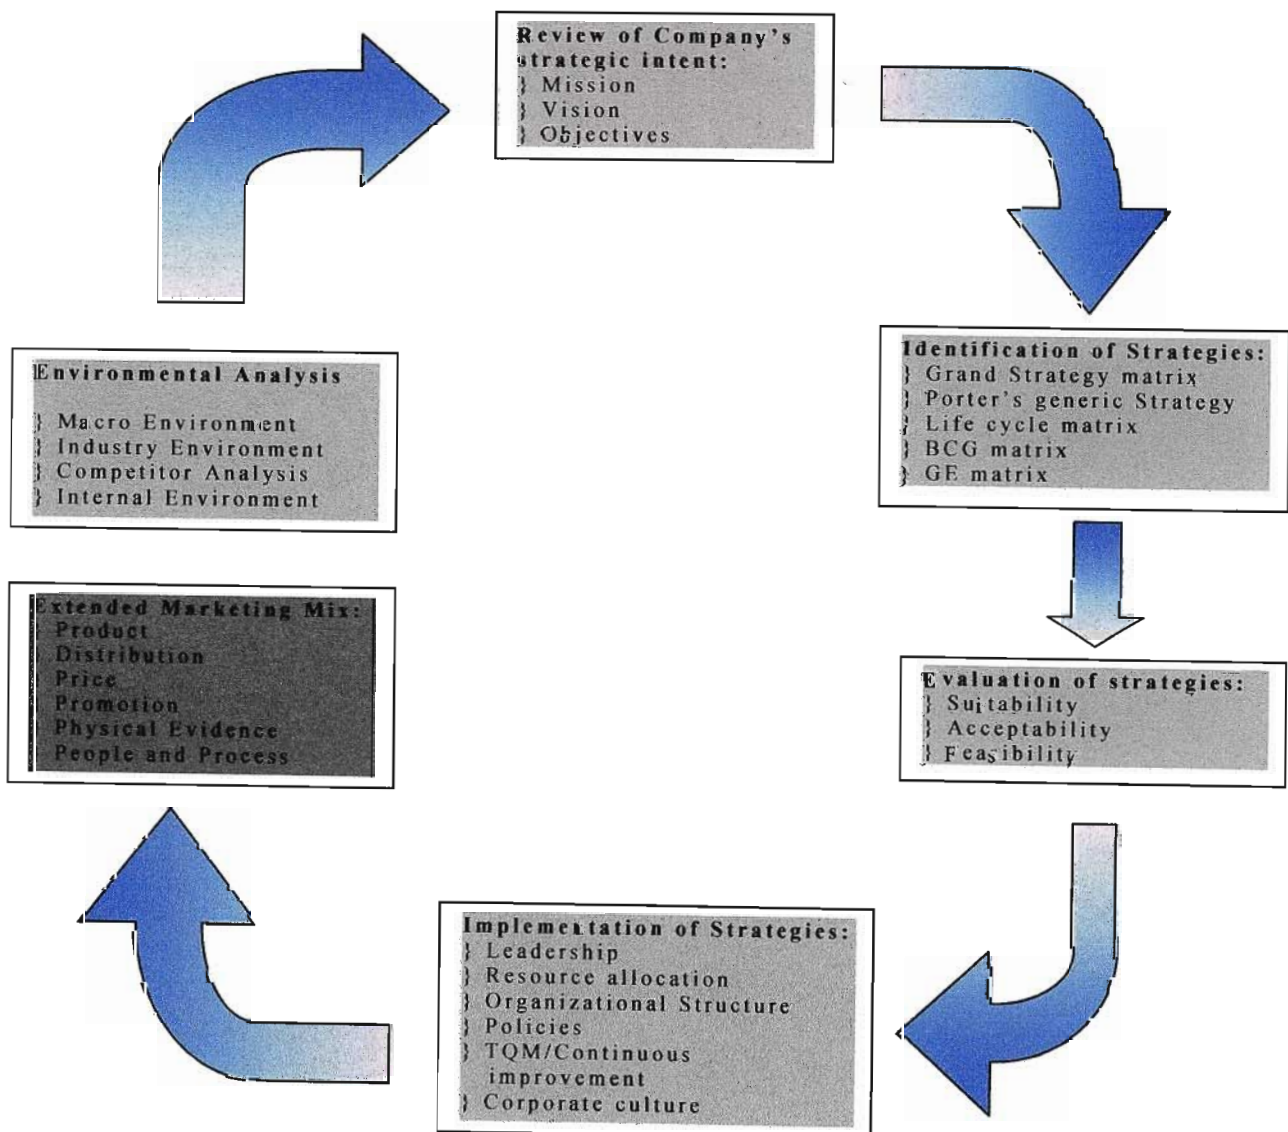 Review of Company's
strategic intent:
} Mission
} Vision
} Objectives
Identification of Strategies:
} Grand Strategy matrix
} Porter's generic Strategy
} Life cycle matrix
} BCG matrix
} GE matrix
Evaluation of strategies:
} Suitability
} Acceptability
} Feasibility
Implementation of Strategies:
} Leadership
} Resource allocation
} Organizational Structure
} Policies
} TQM/Continuous
improvement
} Corporate culture
Extended Marketing Mix:
} Product
} Distribution
} Price
} Promotion
} Physical Evidence
} People and Process
Environmental Analysis
} Macro Environment
} Industry Environment
} Competitor Analysis
} Internal Environment